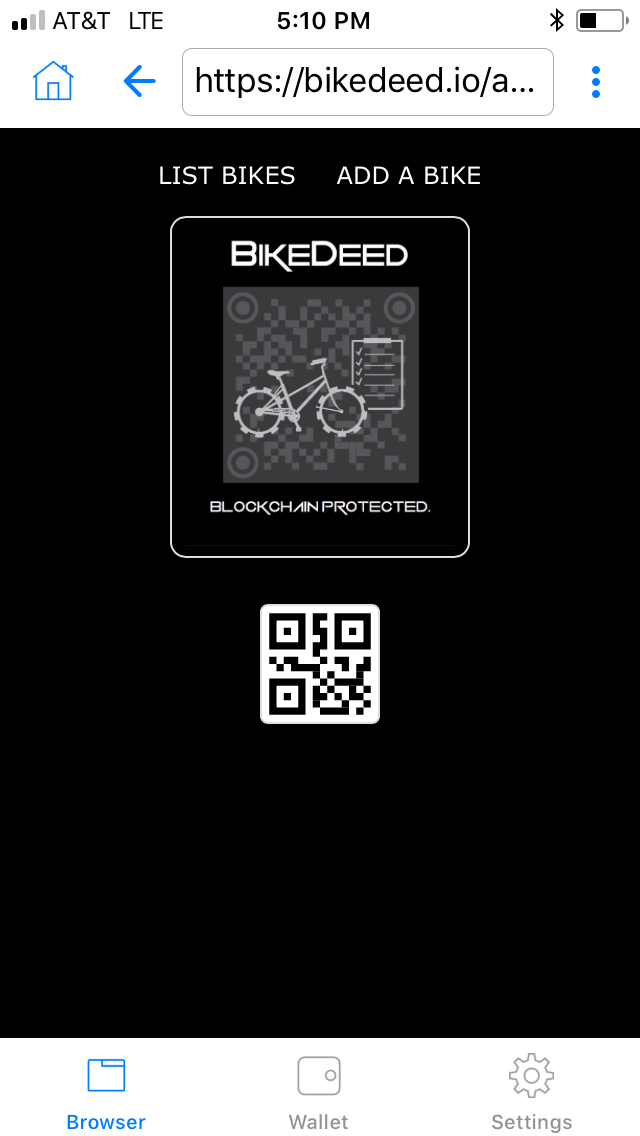 AT&T LTE 5:10 PM
https://bikedeed.io/a...
LIST BIKES ADD A BIKE
BIKEDEED
BLOCKCHAIN PROTECTED.
Browser Wallet Settings